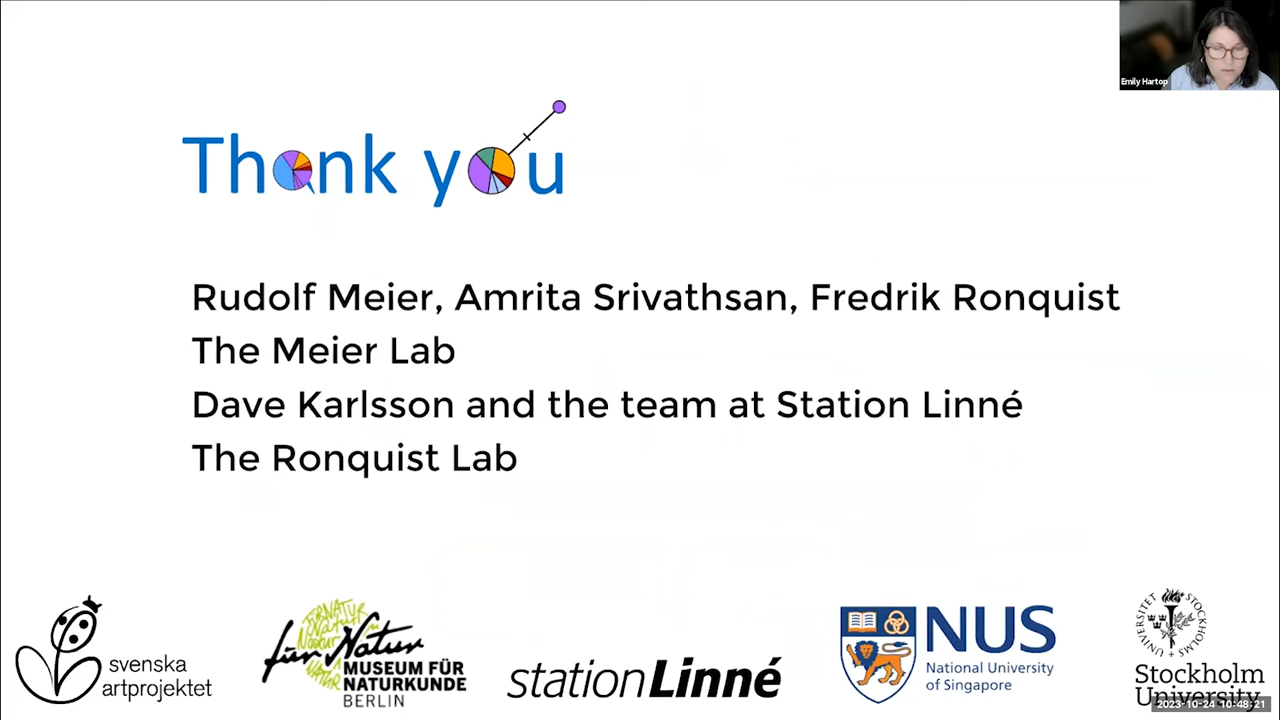 Emily Hartop
Thank you
Rudolf Meier, Amrita Srivathsan, Fredrik Ronquist
The Meier Lab
Dave Karlsson and the team at Station Linné
The Ronquist Lab
svenska
artprojektet
für Natur
MUSEUM FÜR
NATURKUNDE
BERLIN
stationLinné
NUS
National University
of Singapore
Stockholm
University
2023-10-24 10:48:21